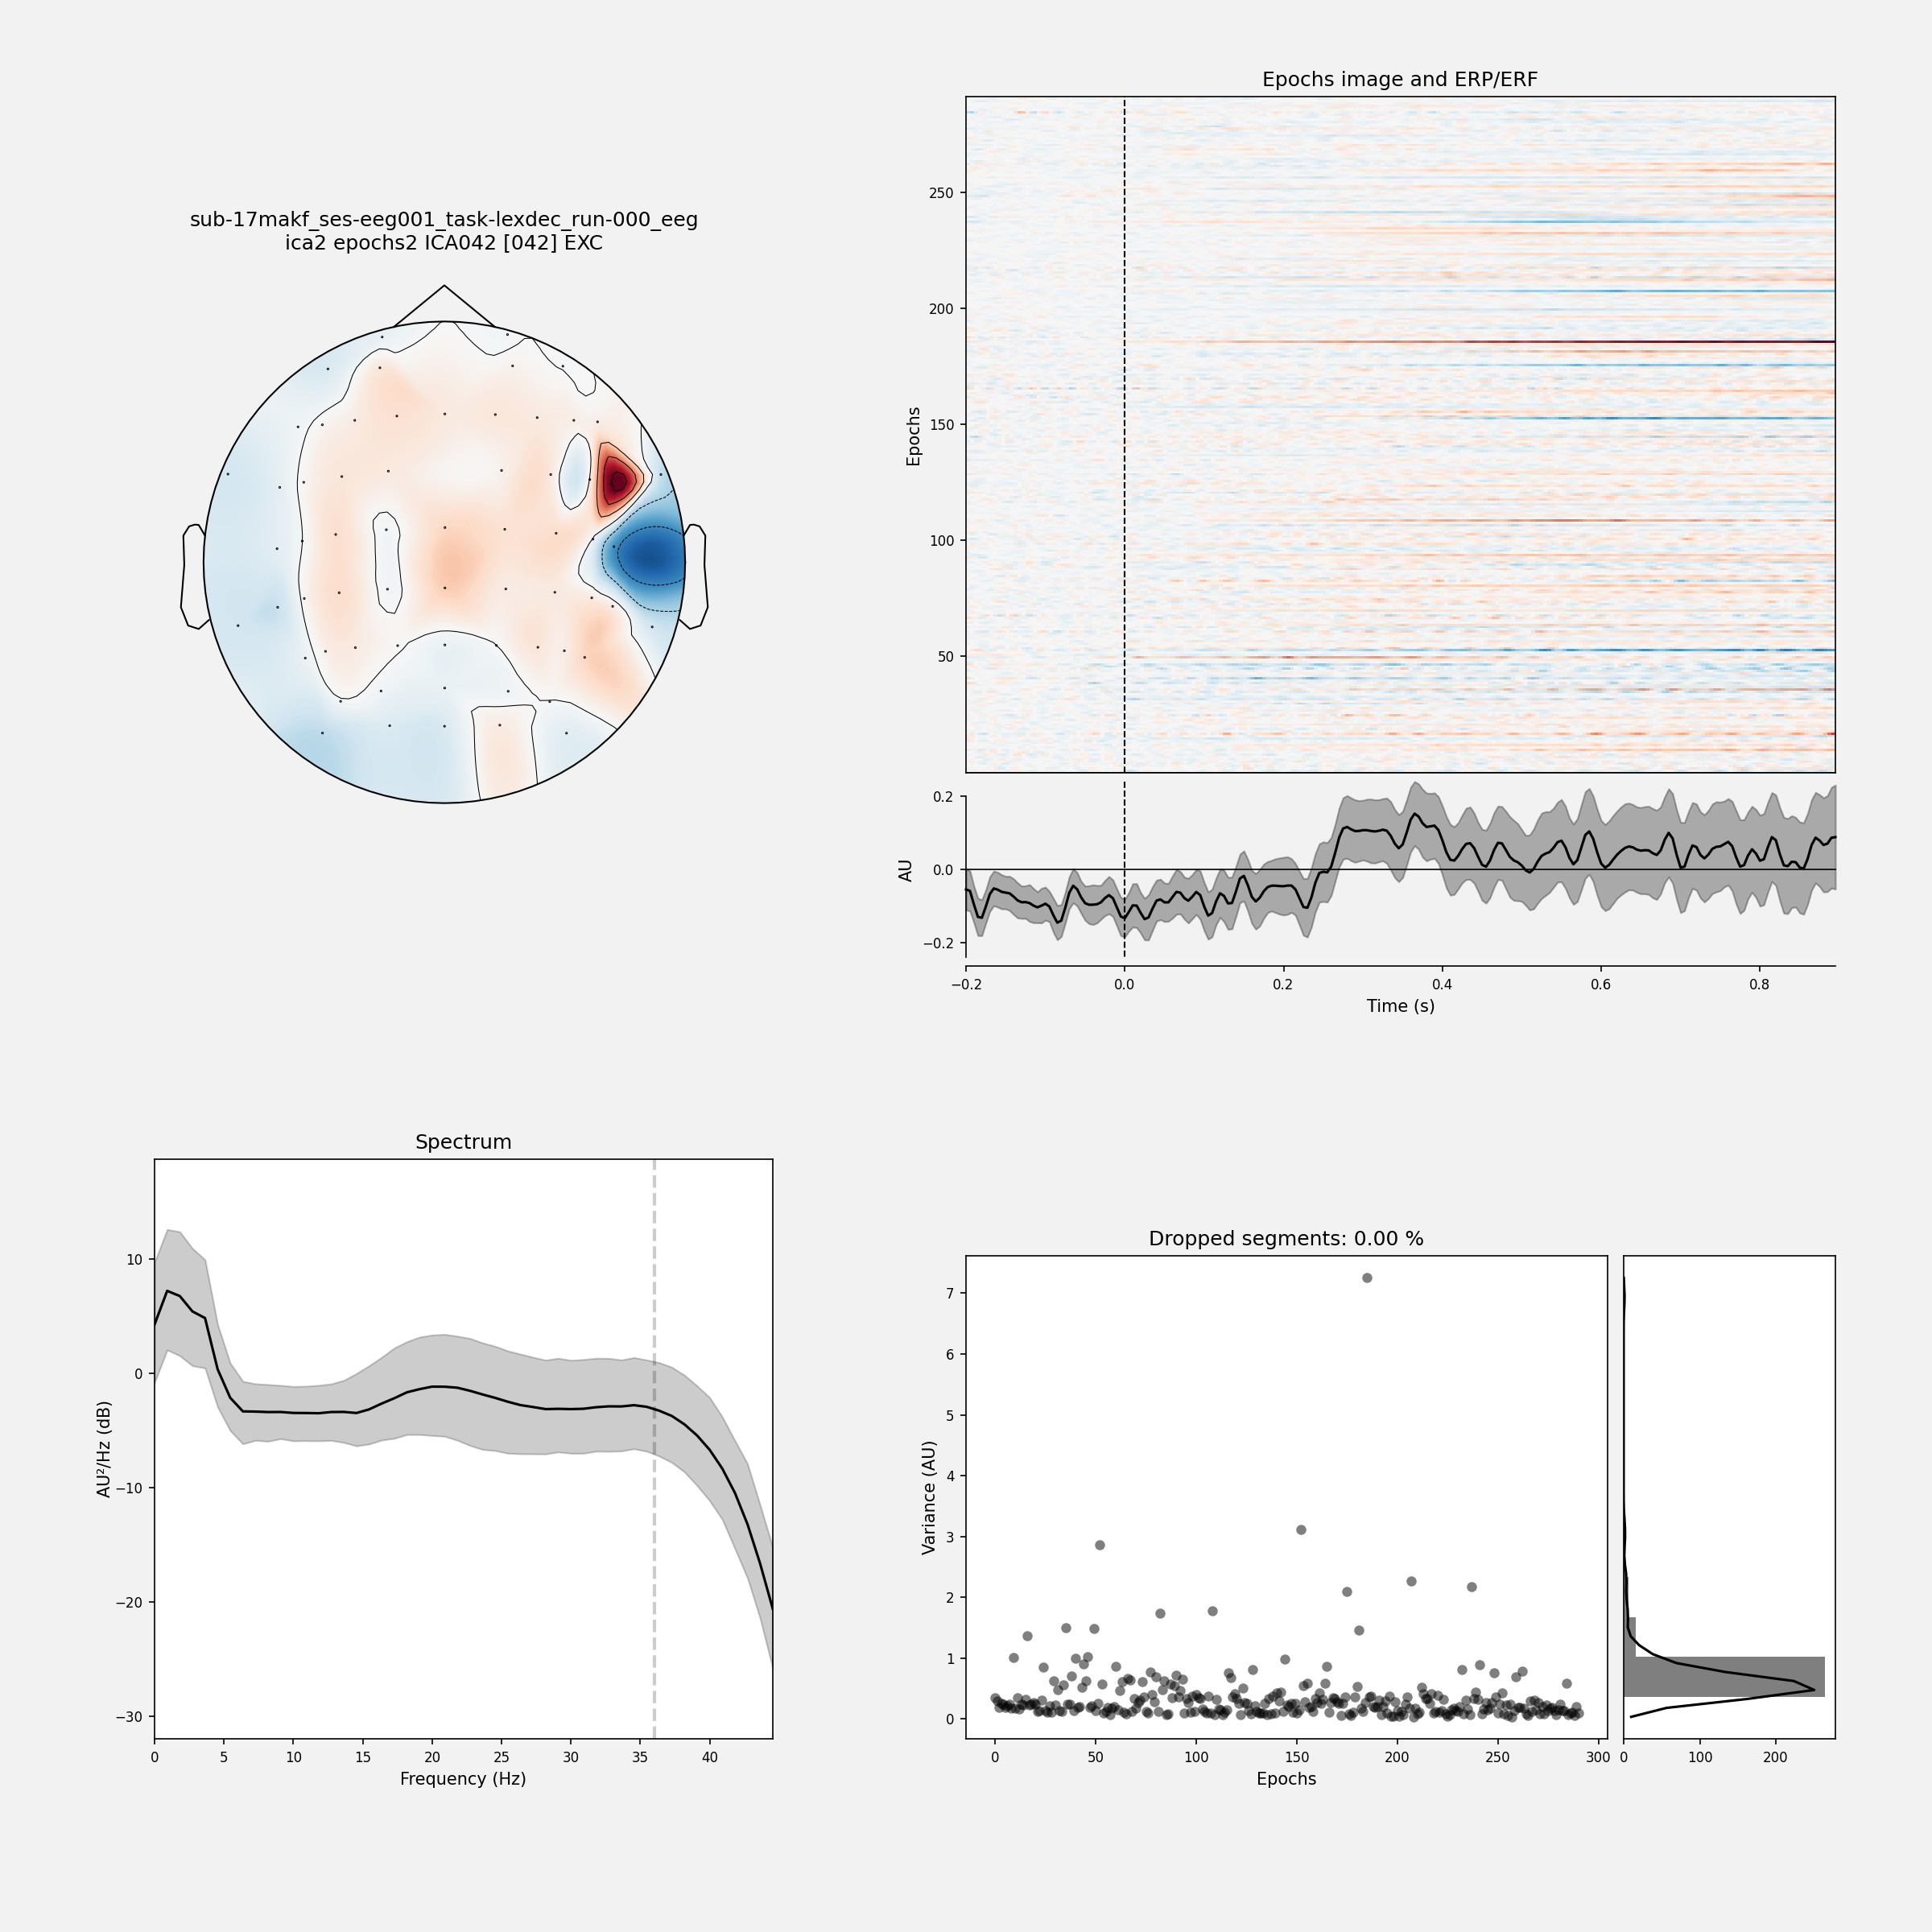 sub-17makf_ses-eeg001_task-lexdec_run-000_eeg
ica2 epochs2 ICA042 [042] EXC
Epochs image and ERP/ERF
Epochs
250
200
150
100
50
AU
0.2
0.0
−0.2
−0.2 0.0 0.2 0.4 0.6 0.8
Time (s)
Spectrum
AU²/Hz (dB)
10
0
−10
−20
−30
0 5 10 15 20 25 30 35 40
Frequency (Hz)
Dropped segments: 0.00 %
Variance (AU)
7
6
5
4
3
2
1
0
0 50 100 150 200 250 300
Epochs
0 100 200